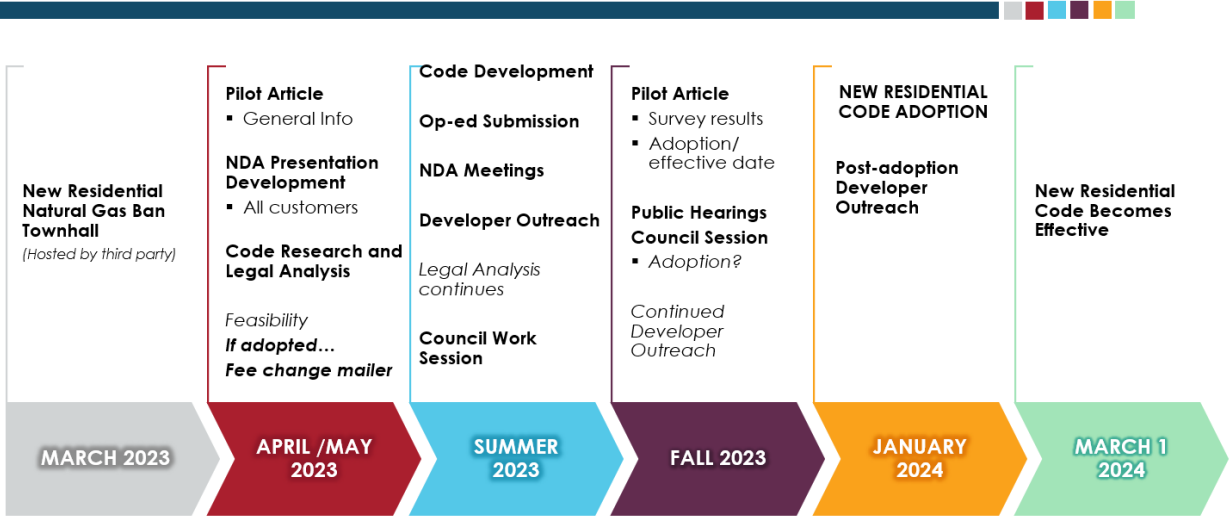 New Residential
Natural Gas Ban
Townhall
(Hosted by third party)
MARCH 2023
Pilot Article
▪ General Info
NDA Presentation
Development
▪ All customers
Code Research and
Legal Analysis
Feasibility
If adopted…
Fee change mailer
APRIL /MAY
2023
Code Development
Op-ed Submission
NDA Meetings
Developer Outreach
Legal Analysis
continues
Council Work
Session
SUMMER
2023
Pilot Article
▪ Survey results
▪ Adoption/
effective date
Public Hearings
Council Session
▪ Adoption?
Continued
Developer
Outreach
FALL 2023
NEW RESIDENTIAL
CODE ADOPTION
Post-adoption
Developer
Outreach
JANUARY
2024
New Residential
Code Becomes
Effective
MARCH 1
2024